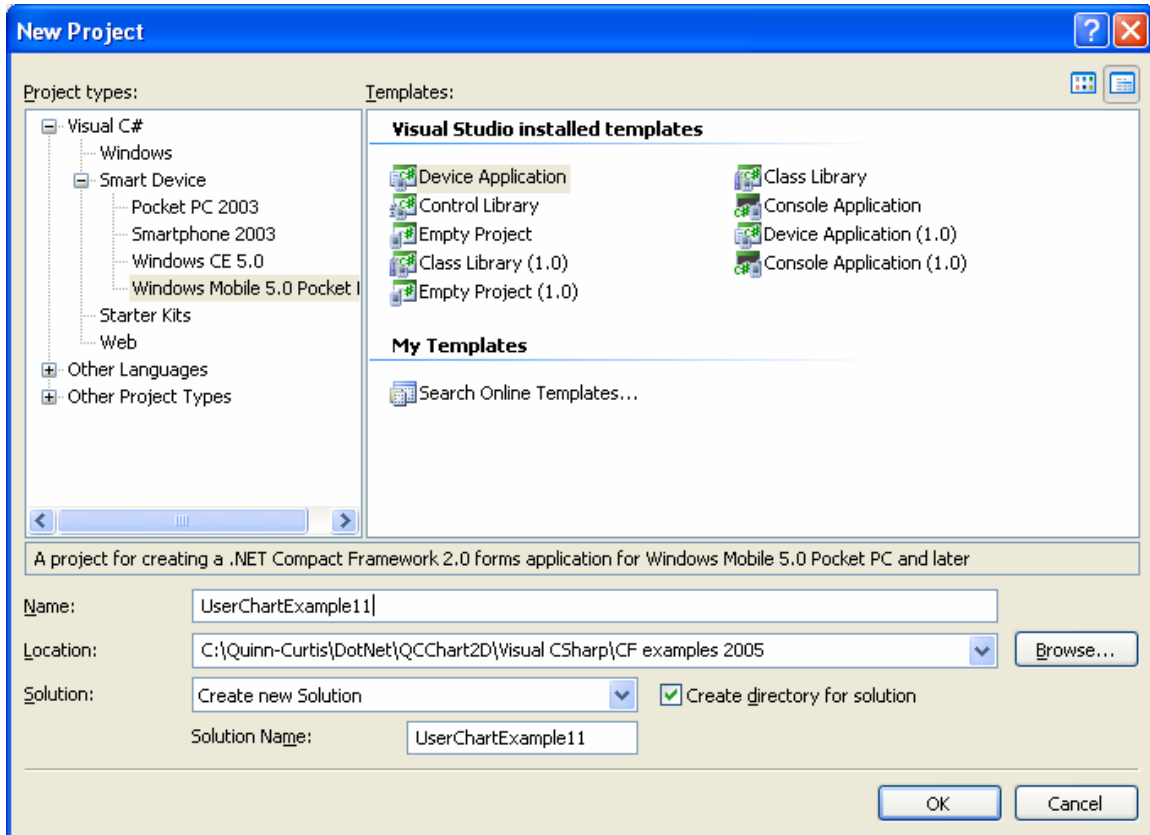 New Project
Project types:
Templates:
Visual C#
Windows
Smart Device
Pocket PC 2003
Smartphone 2003
Windows CE 5.0
Windows Mobile 5.0 Pocket
Starter Kits
Web
Other Languages
Other Project Types
Visual Studio installed templates
Device Application
Class Library
Control Library
Console Application
Empty Project
Device Application (1.0)
Class Library (1.0)
Console Application (1.0)
Empty Project (1.0)
My Templates
Search Online Templates...
A project for creating a .NET Compact Framework 2.0 forms application for Windows Mobile 5.0 Pocket PC and later
Name:
UserChartExample11
Location:
C:\Quinn-Curtis\DotNet\QCChart2D\Visual CSharp\CF examples 2005
Browse...
Solution:
Create new Solution
Create directory for solution
Solution Name:
UserChartExample11
OK
Cancel